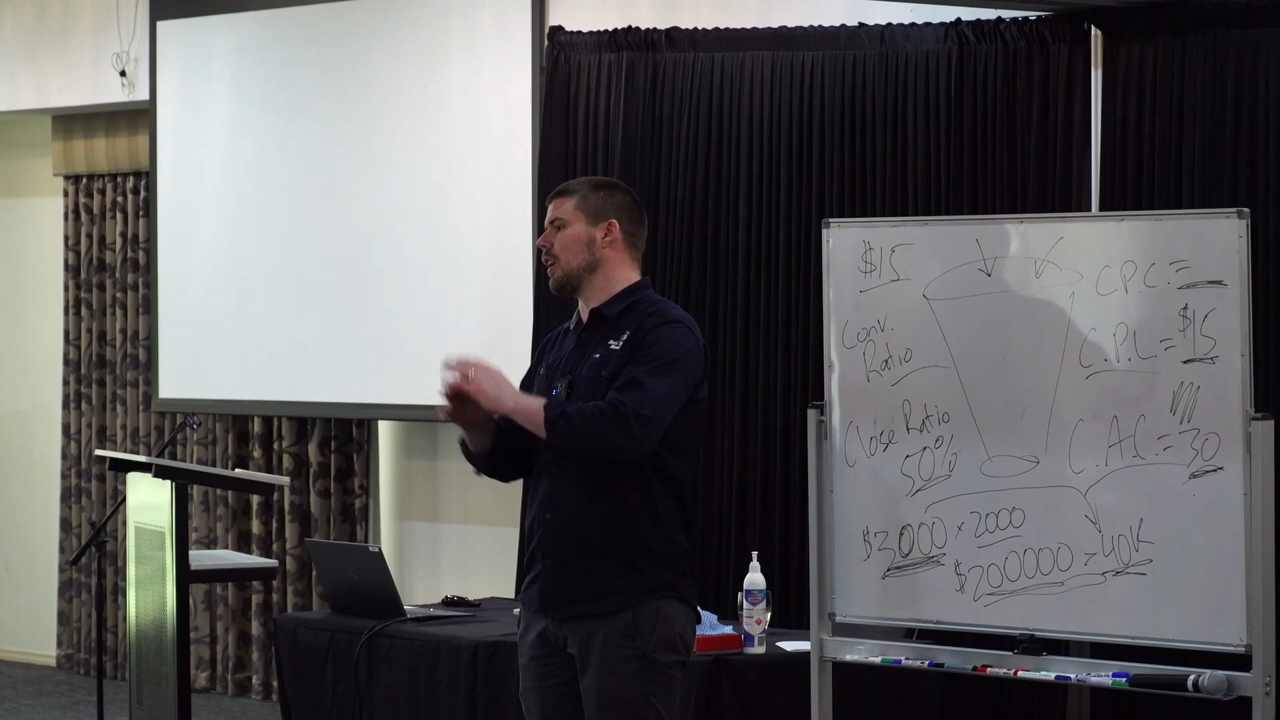 $15
C.P.C =
Conv.
Ratio
C.P.L. = $15
Close Ratio
50%
C.A.C. = 30
$3000 x 2000
$200000 > 40K